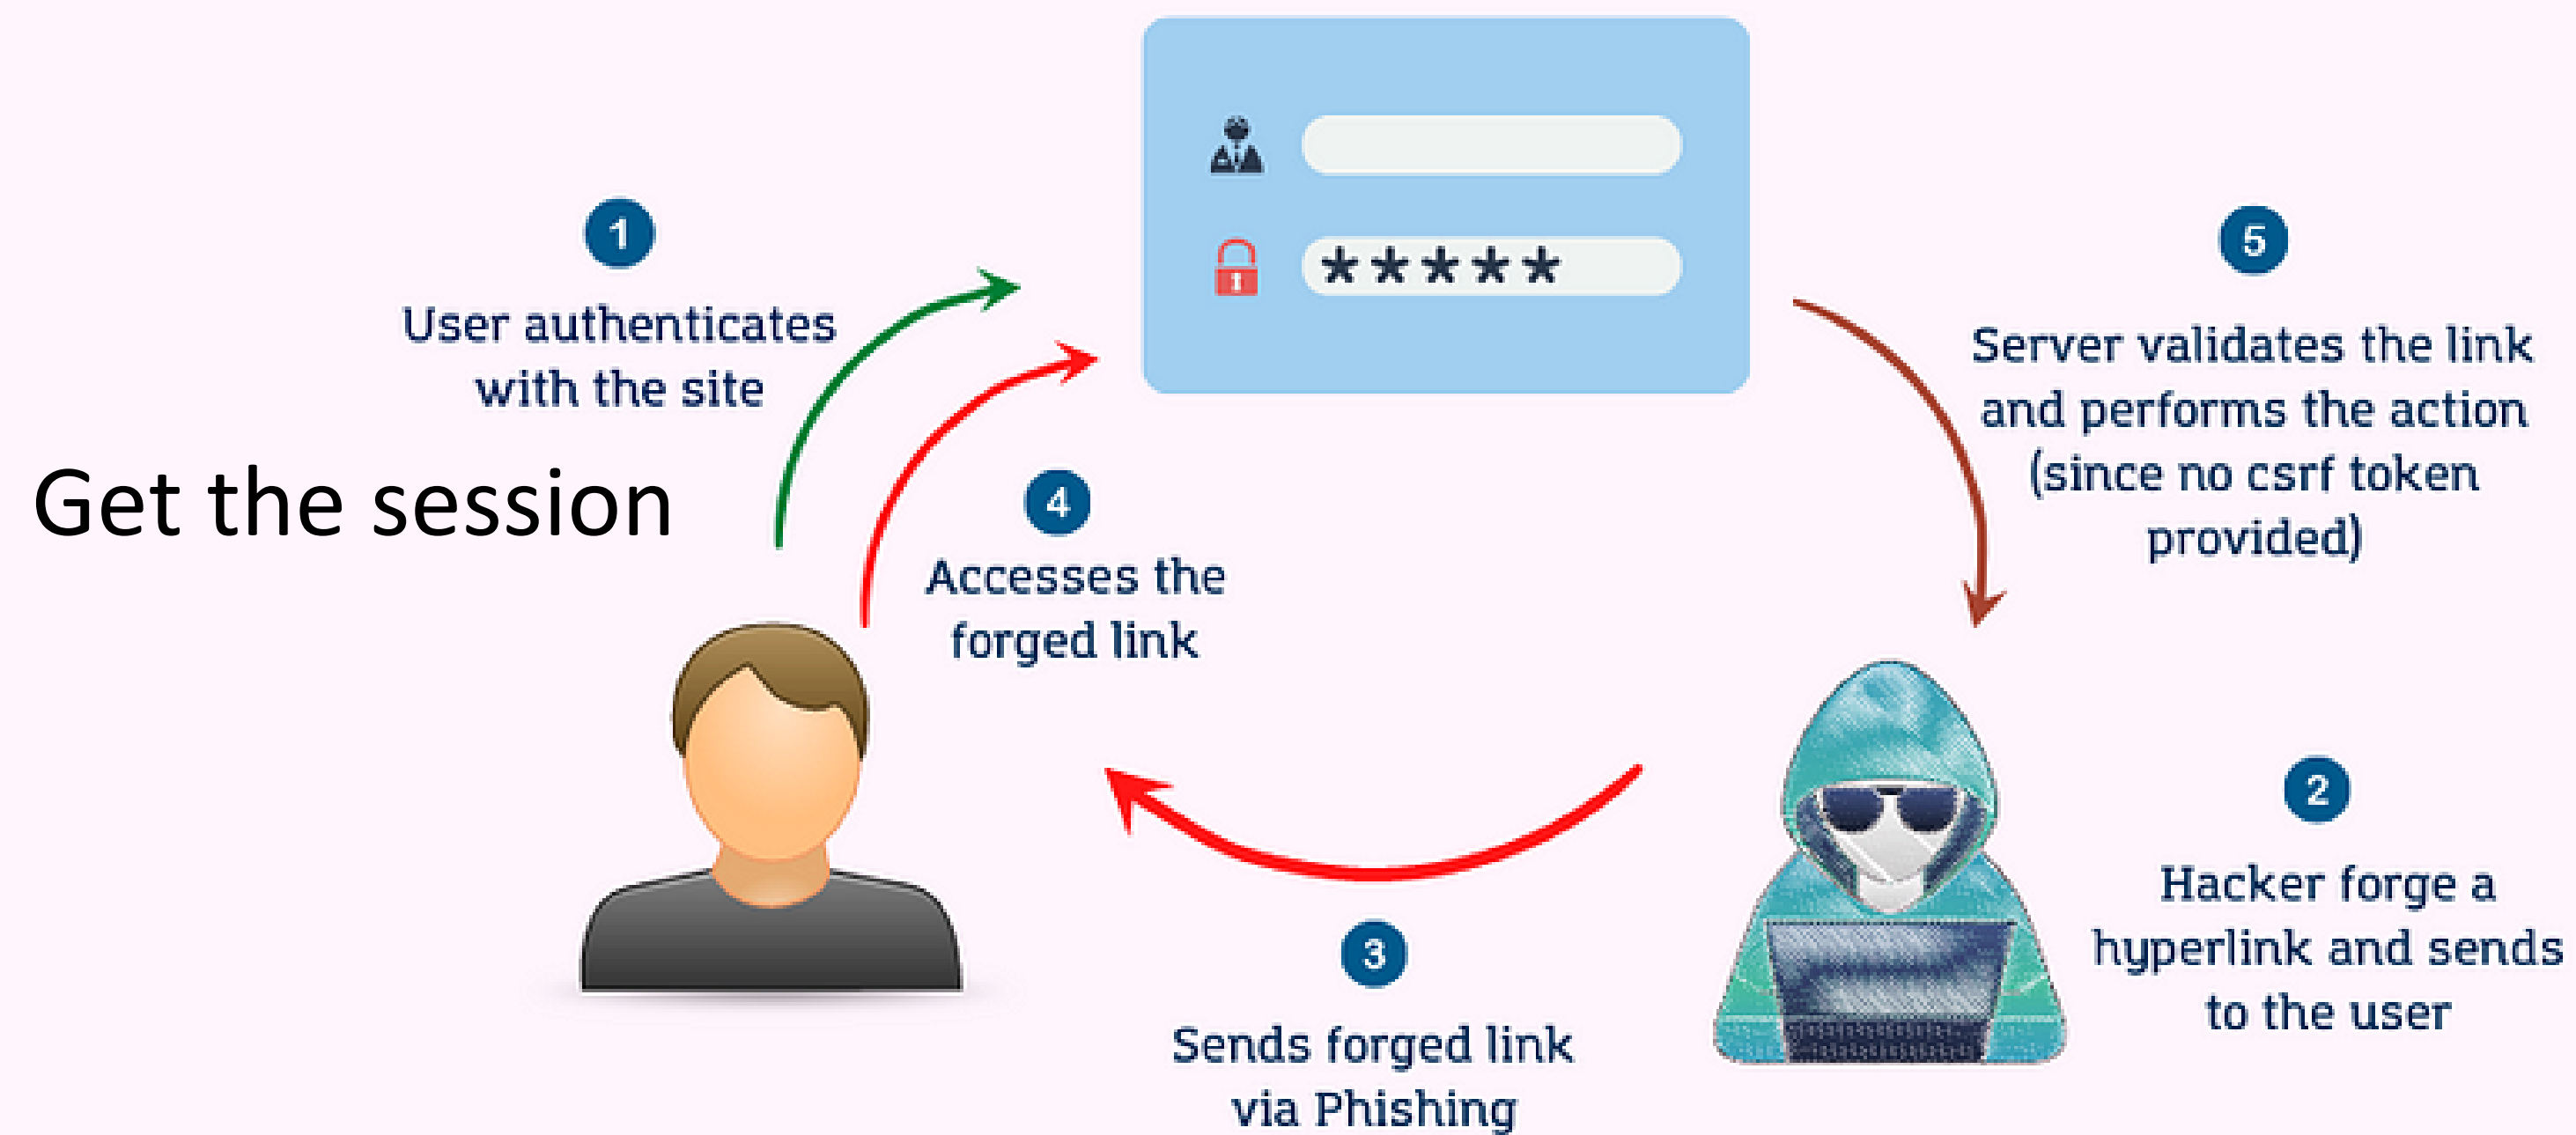 1
User authenticates
with the site
Get the session
*****
4
Accesses the
forged link
5
Server validates the link
and performs the action
(since no csrf token
provided)
2
Hacker forge a
hyperlink and sends
to the user
3
Sends forged link
via Phishing